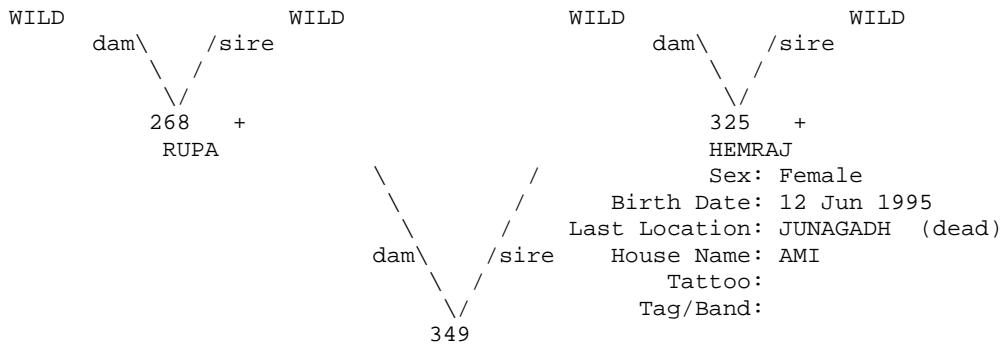 WILD WILD WILD WILD
dam\ /sire dam\ /sire
\ / \ /
\/ \/
268 + 325 +
RUPA HEMRAJ
\ / Sex: Female
\ / Birth Date: 12 Jun 1995
\ / Last Location: JUNAGADH (dead)
dam\ /sire House Name: AMI
\ / Tattoo:
\/ Tag/Band:
349